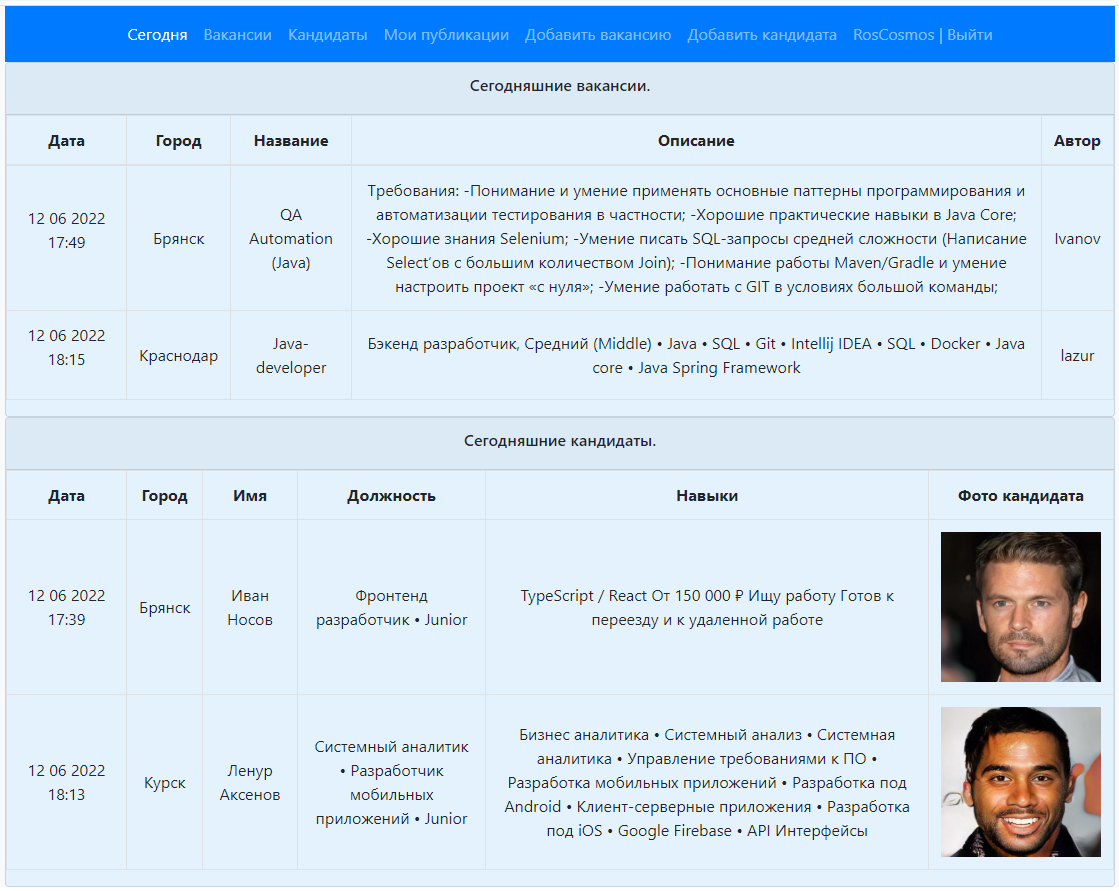 Сегодня Вакансии Кандидаты Мои публикации Добавить вакансию Добавить кандидата RosCosmos | Выйти
Сегодняшние вакансии.
Дата Город Название Описание Автор
12 06 2022
17:49
Брянск
QA
Automation
(Java)
Требования: -Понимание и умение применять основные паттерны программирования и
автоматизации тестирования в частности; -Хорошие практические навыки в Java Core;
-Хорошие знания Selenium; -Умение писать SQL-запросы средней сложности (Написание
Select’ов с большим количеством Join); -Понимание работы Maven/Gradle и умение
настроить проект «с нуля»; -Умение работать с GIT в условиях большой команды;
Ivanov
12 06 2022
18:15
Краснодар
Java-
developer
Бэкенд разработчик, Средний (Middle) • Java • SQL • Git • Intellij IDEA • SQL • Docker • Java
core • Java Spring Framework
lazur
Сегодняшние кандидаты.
Дата Город Имя Должность Навыки Фото кандидата
12 06 2022
17:39
Брянск
Иван
Носов
Фронтенд
разработчик • Junior
TypeScript / React От 150 000 ₽ Ищу работу Готов к
переезду и к удаленной работе
12 06 2022
18:13
Курск
Ленур
Аксенов
Системный аналитик
• Разработчик
мобильных
приложений • Junior
Бизнес аналитика • Системный анализ • Системная
аналитика • Управление требованиями к ПО •
Разработка мобильных приложений • Разработка под
Android • Клиент-серверные приложения • Разработка
под iOS • Google Firebase • API Интерфейсы